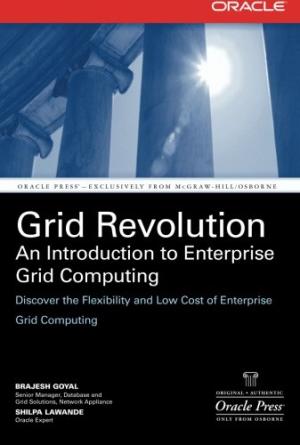 ORACLE
ORACLE PRESS—EXCLUSIVELY FROM MCGRAW-HILL/OSBORNE
Grid Revolution
An Introduction to Enterprise
Grid Computing
Discover the Flexibility and Low Cost of Enterprise
Grid Computing
BRAJESH GOYAL
Senior Manager, Database and
Grid Solutions, Network Appliance
SHILPA LAWANDE
Oracle Expert
ORIGINAL • AUTHENTIC
Oracle Press
ONLY FROM OSBORNE